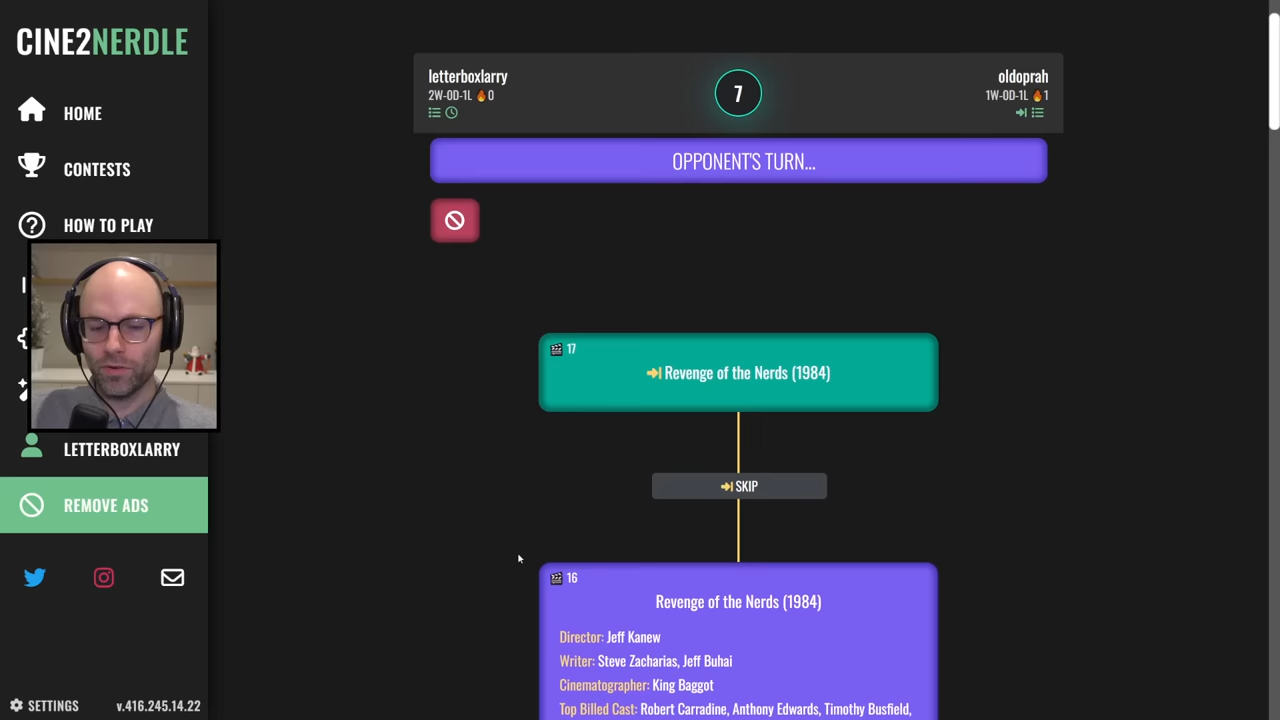 CINE2NERDLE
HOME
CONTESTS
HOW TO PLAY
LETTERBOXLARRY
REMOVE ADS
SETTINGS
v.416.245.14.22
letterboxlarry
2W-0D-1L 🔥0
7
oldoprah
1W-0D-1L 🔥1
OPPONENT'S TURN...
17
Revenge of the Nerds (1984)
SKIP
16
Revenge of the Nerds (1984)
Director: Jeff Kanew
Writer: Steve Zacharias, Jeff Buhai
Cinematographer: King Baggot
Top Billed Cast: Robert Carradine, Anthony Edwards, Timothy Busfield,